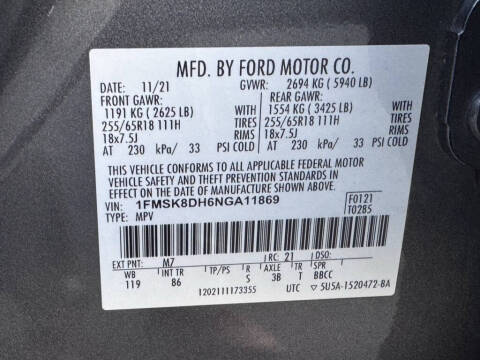 MFD. BY FORD MOTOR CO.
DATE: 11/21 GVWR: 2694 KG ( 5940 LB)
FRONT GAWR: REAR GAWR:
1191 KG ( 2625 LB) WITH 1554 KG ( 3425 LB) WITH
255/65R18 111H TIRES 255/65R18 111H TIRES
18x7.5J RIMS 18x7.5J RIMS
AT 230 kPa/ 33 PSI COLD AT 230 kPa/ 33 PSI COLD
THIS VEHICLE CONFORMS TO ALL APPLICABLE FEDERAL MOTOR
VEHICLE SAFETY AND THEFT PREVENTION STANDARDS IN
EFFECT ON THE DATE OF MANUFACTURE SHOWN ABOVE.
VIN: 1FMSK8DH6NGA11869 F0121
TYPE: MPV T0285
EXT PNT: M7 RC: 21
WB INT TR TP/PS R AXLE TR SPR
119 86 S 3B T BBCC
1202111173355 UTC 5U5A-1520472-BA